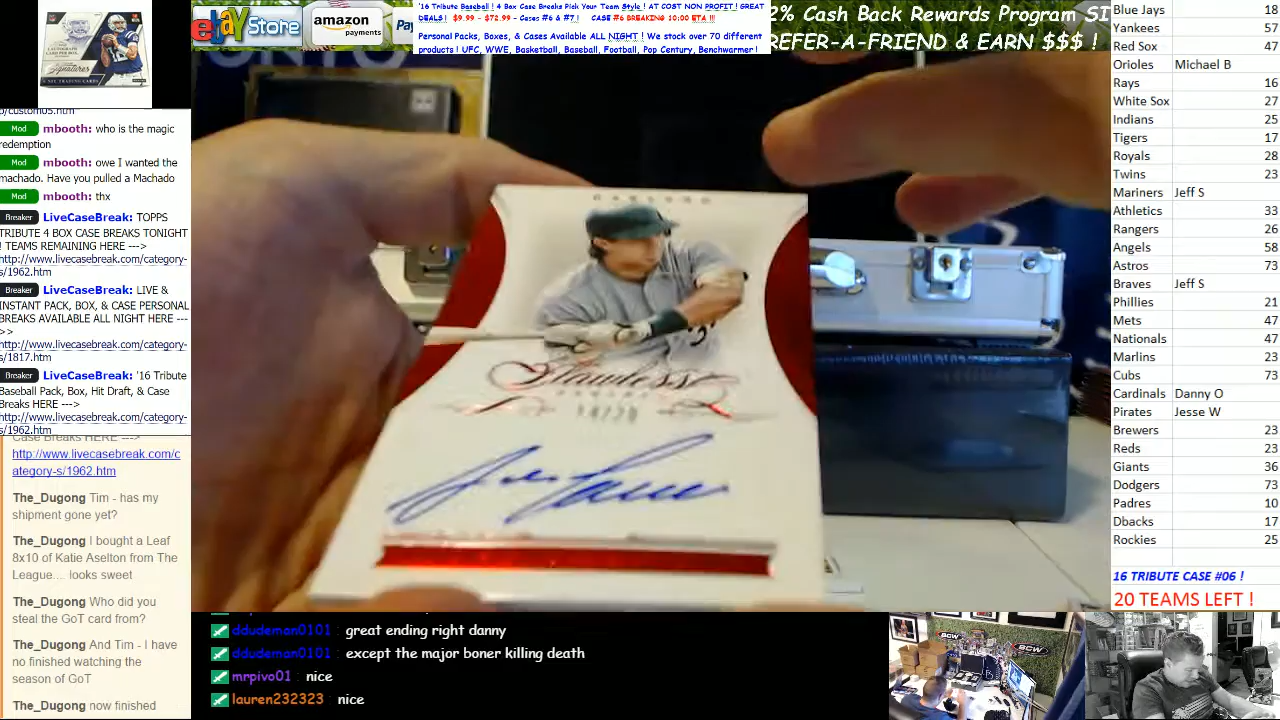 ebay Store
amazon
payments
Pay
'16 Tribute Baseball ! 4 Box Case Breaks Pick Your Team Style ! AT COST NON PROFIT ! GREAT
DEALS ! $9.99 - $72.99 - Cases #6 & #7 ! CASE #6 BREAKING 10:00 ETA !!!
Personal Packs, Boxes, & Cases Available ALL NIGHT ! We stock over 70 different
products ! UFC, WWE, Basketball, Baseball, Football, Pop Century, Benchwarmer!
2% Cash Back Rewards Program SI
REFER-A-FRIEND & EARN $$$ !
Signatures
p/custom05.htm
Mod mbooth: who is the magic
redemption
Mod mbooth: owe I wanted the
machado. Have you pulled a Machado
Mod mbooth: thx
Breaker LiveCaseBreak: TOPPS
TRIBUTE 4 BOX CASE BREAKS TONIGHT
! TEAMS REMAINING HERE --->
http://www.livecasebreak.com/category-
s/1962.htm
Breaker LiveCaseBreak: LIVE &
INSTANT PACK, BOX, & CASE PERSONAL
BREAKS AVAILABLE ALL NIGHT HERE ---
>>
http://www.livecasebreak.com/category-
s/1817.htm
Breaker LiveCaseBreak: '16 Tribute
Baseball Pack, Box, Hit Draft, & Case
Breaks HERE --->
http://www.livecasebreak.com/category-
s/1962.htm
Case Breaks HERE --->
http://www.livecasebreak.com/c
ategory-s/1962.htm
The_Dugong Tim - has my
shipment gone yet?
The_Dugong I bought a Leaf
8x10 of Katie Aselton from The
League.... looks sweet
The_Dugong Who did you
steal the GoT card from?
The_Dugong And Tim - I have
no finished watching the
season of GoT
The_Dugong now finished
Flawless
ddudeman0101 : great ending right danny
ddudeman0101 : except the major boner killing death
mrpivo01 : nice
lauren232323 : nice
Blue Jays 18
Yankees 57
Red Sox 47
Orioles Michael B
Rays 16
White Sox 27
Indians 25
Tigers 17
Royals 28
Twins 23
Mariners Jeff S
Athletics 33
Rangers 26
Angels 58
Astros 73
Braves Jeff S
Phillies 21
Mets 47
Nationals 47
Marlins 23
Cubs 73
Cardinals Danny O
Pirates Jesse W
Brewers 23
Reds 23
Giants 36
Dodgers 73
Padres 10
Dbacks 17
Rockies 25
16 TRIBUTE CASE #06 !
20 TEAMS LEFT !